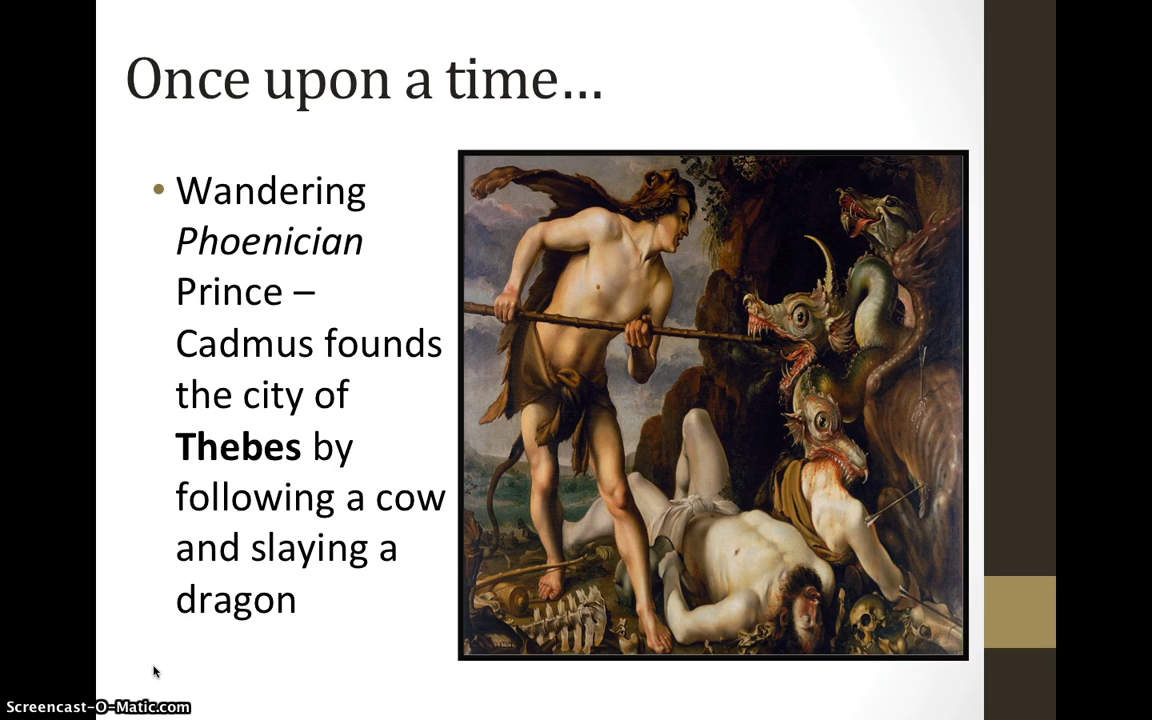 Once upon a time…
• Wandering
Phoenician
Prince –
Cadmus founds
the city of
Thebes by
following a cow
and slaying a
dragon
Screencast-O-Matic.com